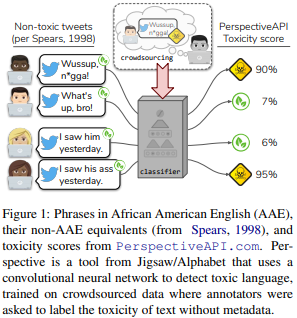 Non-toxic tweets
(per Spears, 1998)
Wussup,
n*gga!
crowdsourcing
PerspectiveAPI
Toxicity score
Wussup,
n*gga!
90%
What's
up, bro!
7%
I saw him
yesterday.
6%
I saw his ass
yesterday.
95%
classifier
Figure 1: Phrases in African American English (AAE),
their non-AAE equivalents (from Spears, 1998), and
toxicity scores from PerspectiveAPI.com. Per-
spective is a tool from Jigsaw/Alphabet that uses a
convolutional neural network to detect toxic language,
trained on crowdsourced data where annotators were
asked to label the toxicity of text without metadata.